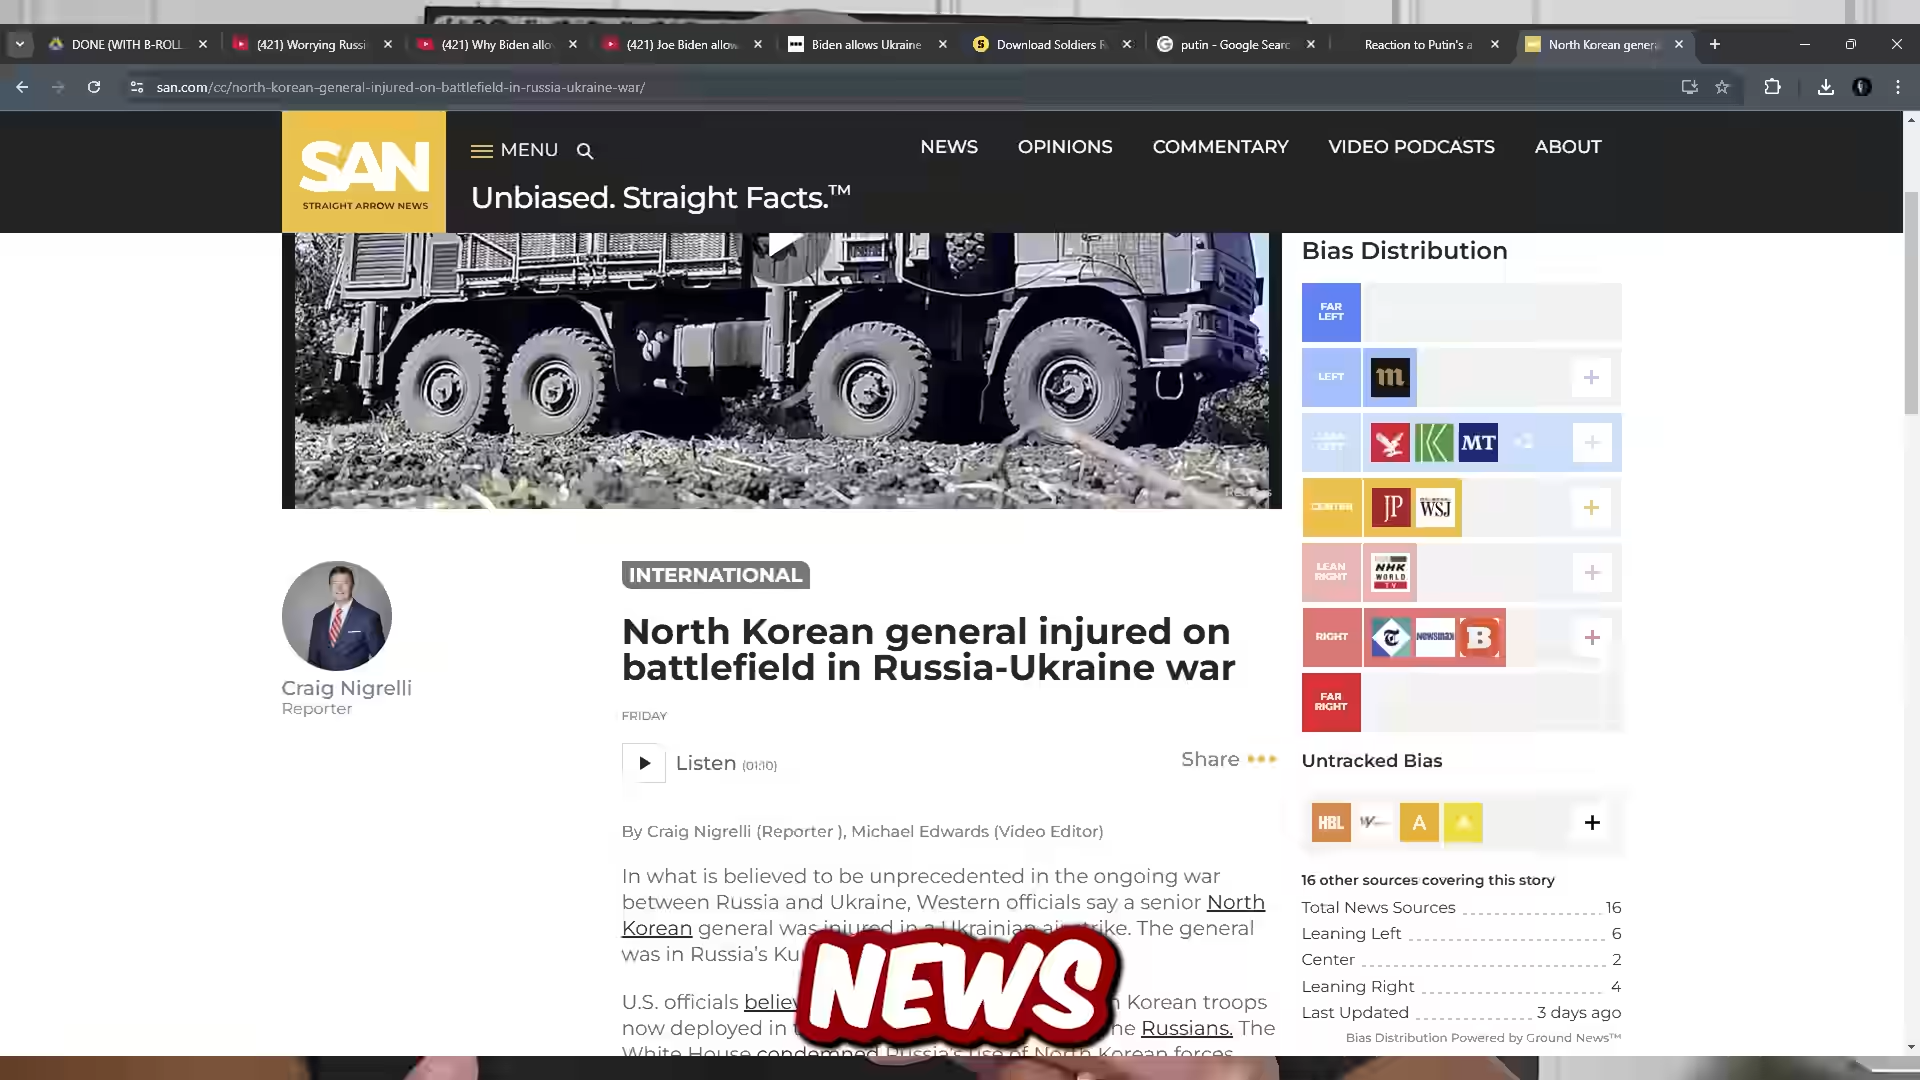 DONE (WITH B-ROLL
(421) Worrying Russi
(421) Why Biden allo
(421) Joe Biden allow
Biden allows Ukraine
Download Soldiers
putin - Google Searc
Reaction to Putin's a
North Korean genera
san.com/cc/north-korean-general-injured-on-battlefield-in-russia-ukraine-war/
SAN
STRAIGHT ARROW NEWS
MENU
NEWS
OPINIONS
COMMENTARY
VIDEO PODCASTS
ABOUT
Unbiased. Straight Facts.™
Bias Distribution
FAR
LEFT
LEFT
m
K
MT
CENTER
JP
WSJ
LEAN
RIGHT
NHK
WORLD
TV
RIGHT
T
NEWSMAX
B
FAR
RIGHT
INTERNATIONAL
North Korean general injured on
battlefield in Russia-Ukraine war
Craig Nigrelli
Reporter
FRIDAY
Listen (01:10)
Share
Untracked Bias
HBL
A
By Craig Nigrelli (Reporter ), Michael Edwards (Video Editor)
In what is believed to be unprecedented in the ongoing war
between Russia and Ukraine, Western officials say a senior North
Korean general was injured in a Ukrainian air strike. The general
was in Russia's Ku
U.S. officials believ
Korean troops
now deployed in
Russians. The
White House condemned Russia's use of North Korean forces
NEWS
16 other sources covering this story
Total News Sources 16
Leaning Left 6
Center 2
Leaning Right 4
Last Updated 3 days ago
Bias Distribution Powered by Ground News™